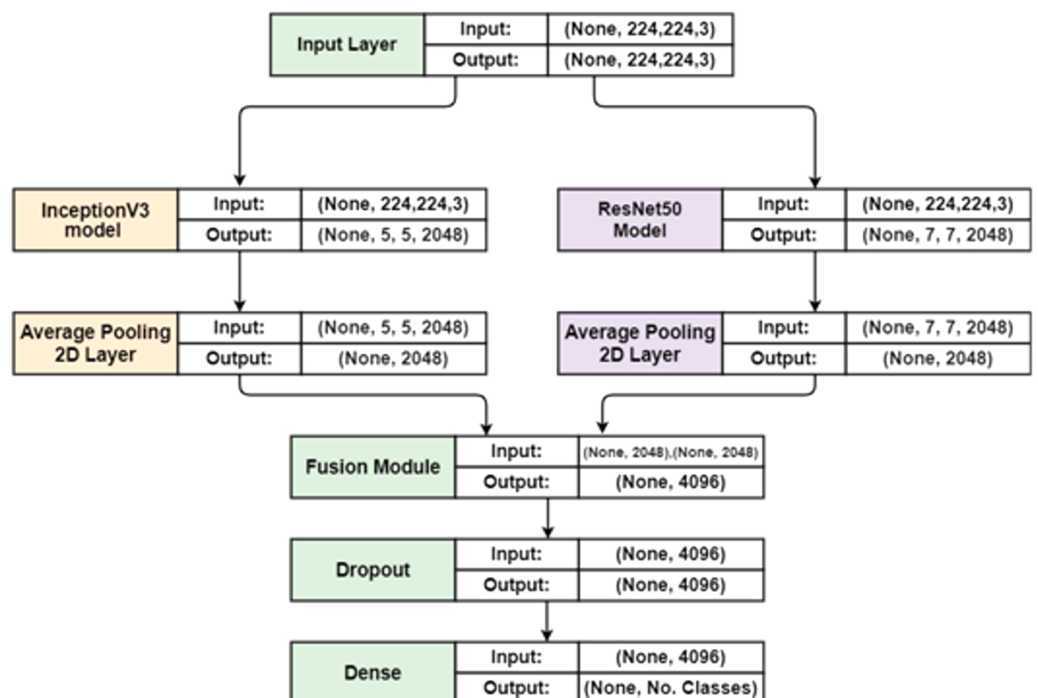 Input Layer
Input:
(None, 224,224,3)
Output:
(None, 224,224,3)
InceptionV3
model
Input:
(None, 224,224,3)
Output:
(None, 5, 5, 2048)
ResNet50
Model
Input:
(None, 224,224,3)
Output:
(None, 7, 7, 2048)
Average Pooling
2D Layer
Input:
(None, 5, 5, 2048)
Output:
(None, 2048)
Average Pooling
2D Layer
Input:
(None, 7, 7, 2048)
Output:
(None, 2048)
Fusion Module
Input:
(None, 2048),(None, 2048)
Output:
(None, 4096)
Dropout
Input:
(None, 4096)
Output:
(None, 4096)
Dense
Input:
(None, 4096)
Output:
(None, No. Classes)